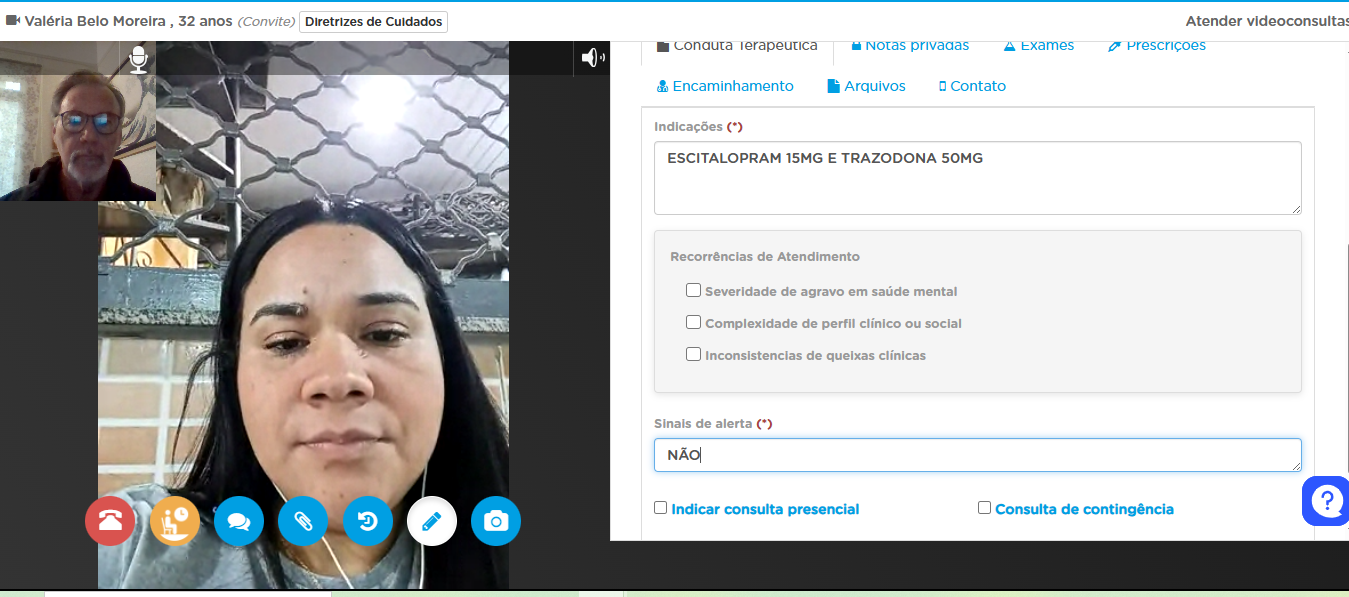 Valéria Belo Moreira , 32 anos (Convite) Diretrizes de Cuidados
Atender videoconsultas
Conduta Terapêutica Notas privadas Exames Prescrições
Encaminhamento Arquivos Contato
Indicações (*)
ESCITALOPRAM 15MG E TRAZODONA 50MG
Recorrências de Atendimento
Severidade de agravo em saúde mental
Complexidade de perfil clínico ou social
Inconsistencias de queixas clínicas
Sinais de alerta (*)
NÃO
Indicar consulta presencial Consulta de contingência